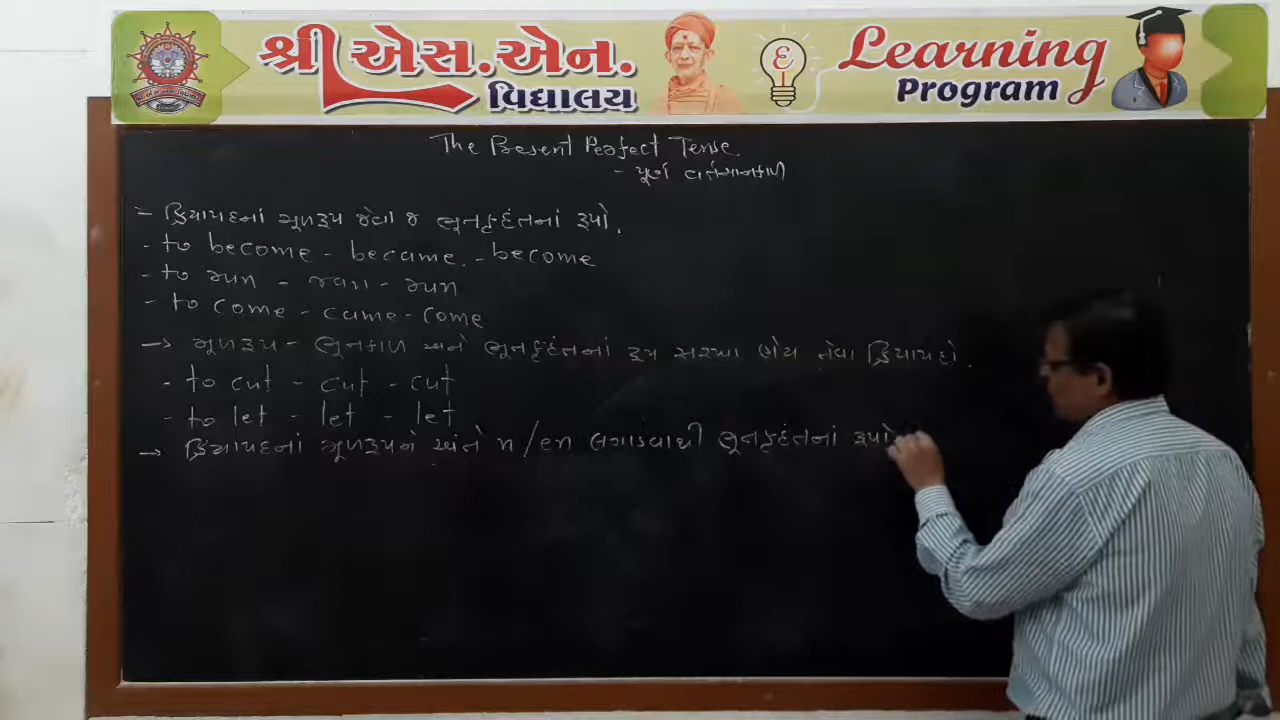 શ્રી એસ.એન.
વિદ્યાલય
Learning
Program
The Present Perfect Tense.
- પૂર્ણ વર્તમાનકાળ
- ક્રિયાપદનાં મૂળરૂપ જેવા જ ભૂતકૃદંતનાં રૂપો.
- to become - became - become
- to run - ran - run
- to come - came - come
→ મૂળરૂપ - ભૂતકાળ અને ભૂતકૃદંતનાં રૂપ સરખા હોય તેવા ક્રિયાપદો.
- to cut - cut - cut
- to let - let - let
→ ક્રિયાપદનાં મૂળરૂપને અંતે n/en લગાડવાથી ભૂતકૃદંતનાં રૂપો